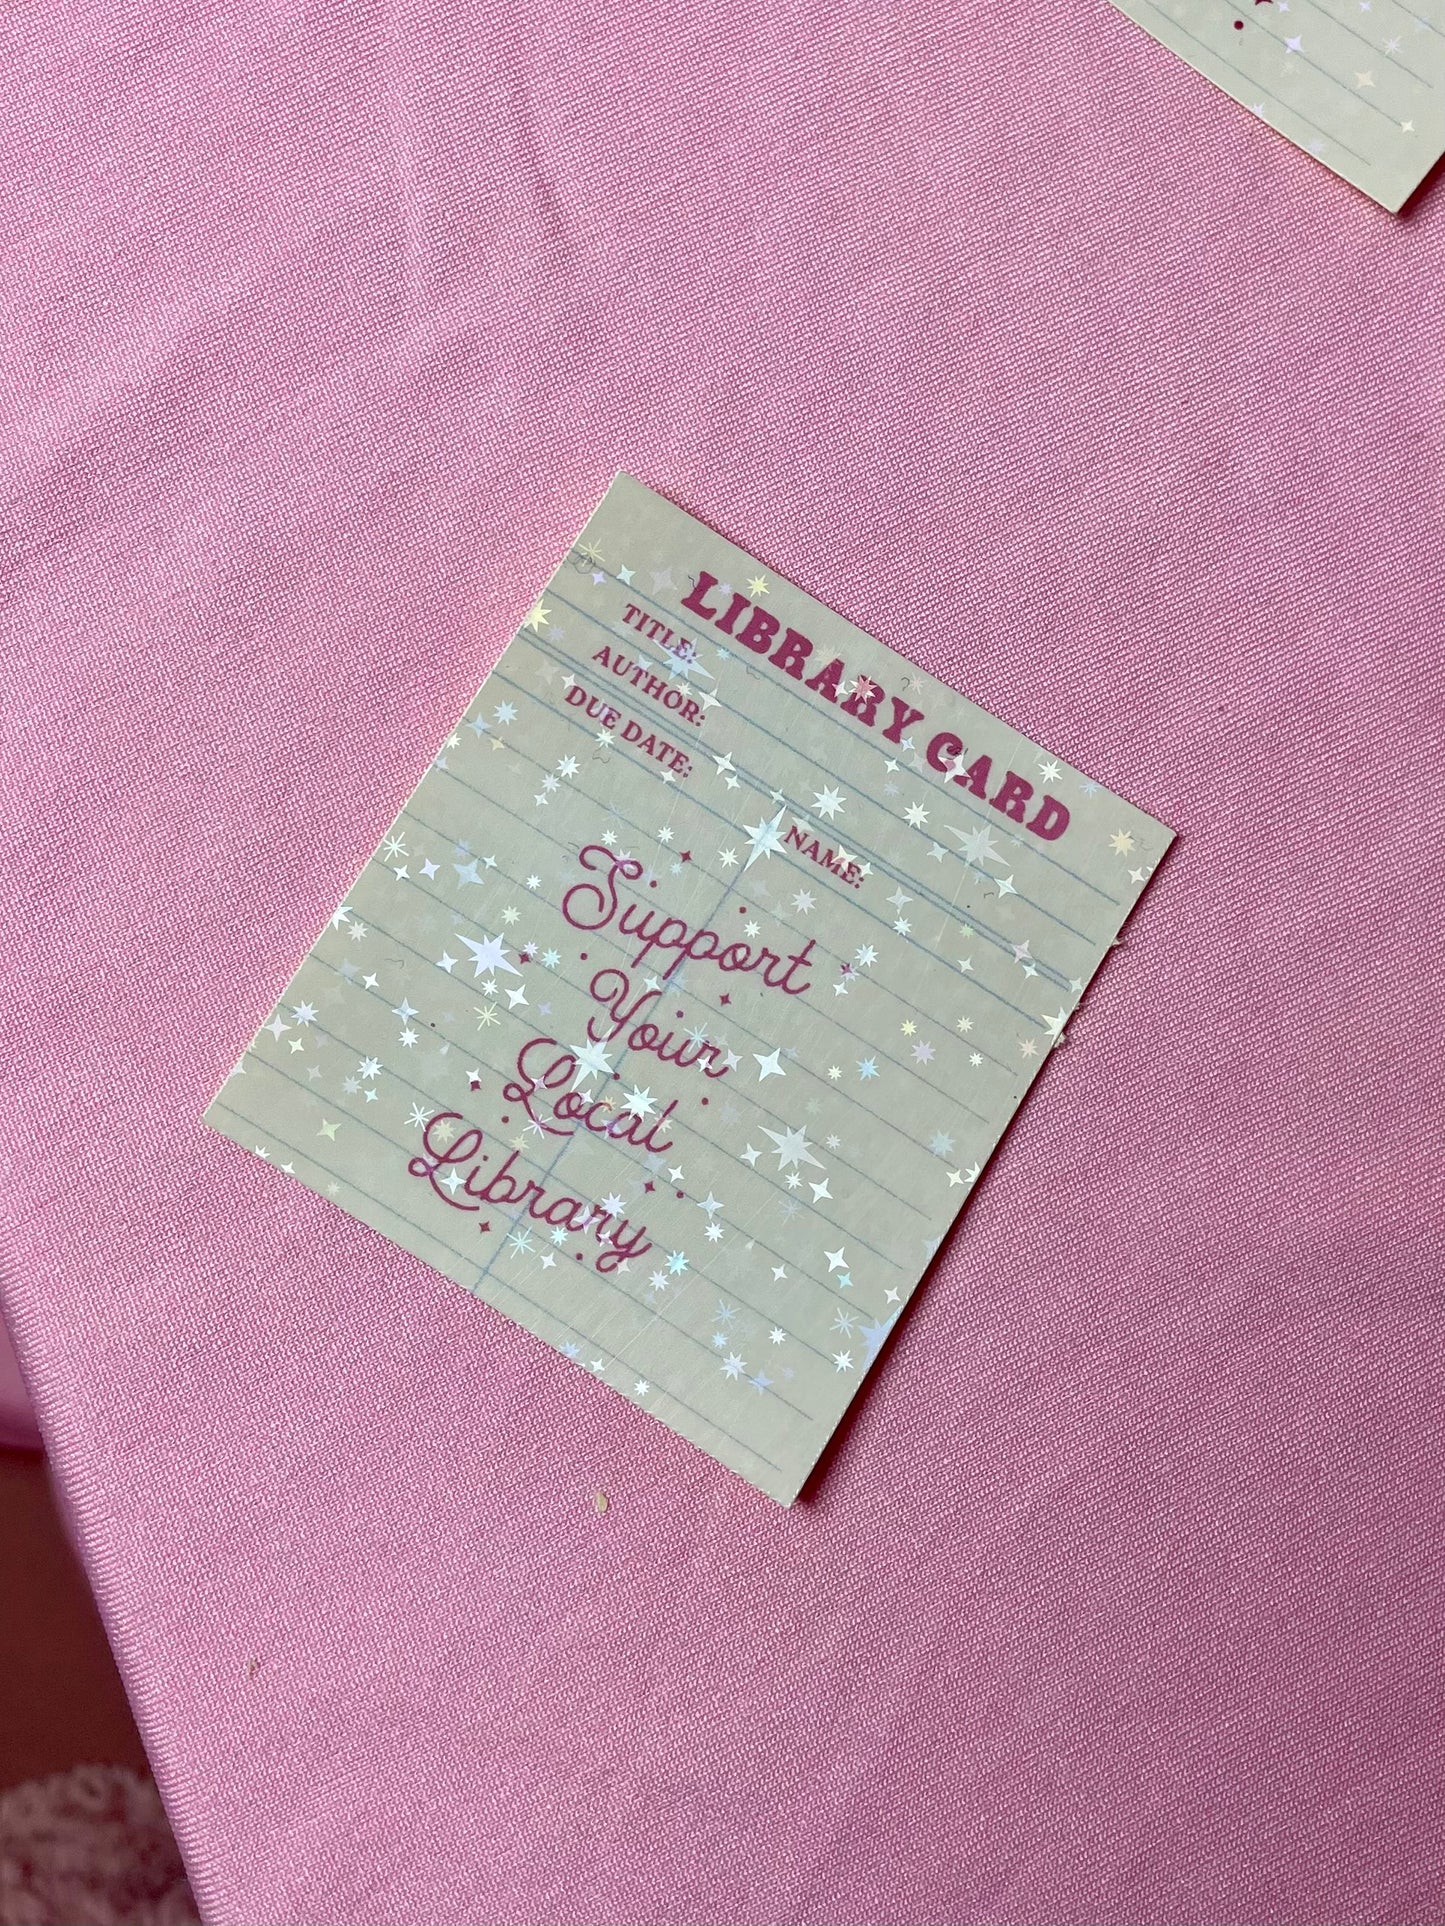 LIBRARY CARD
TITLE:
AUTHOR:
DUE DATE:
NAME:
Support
Your
Local
Library